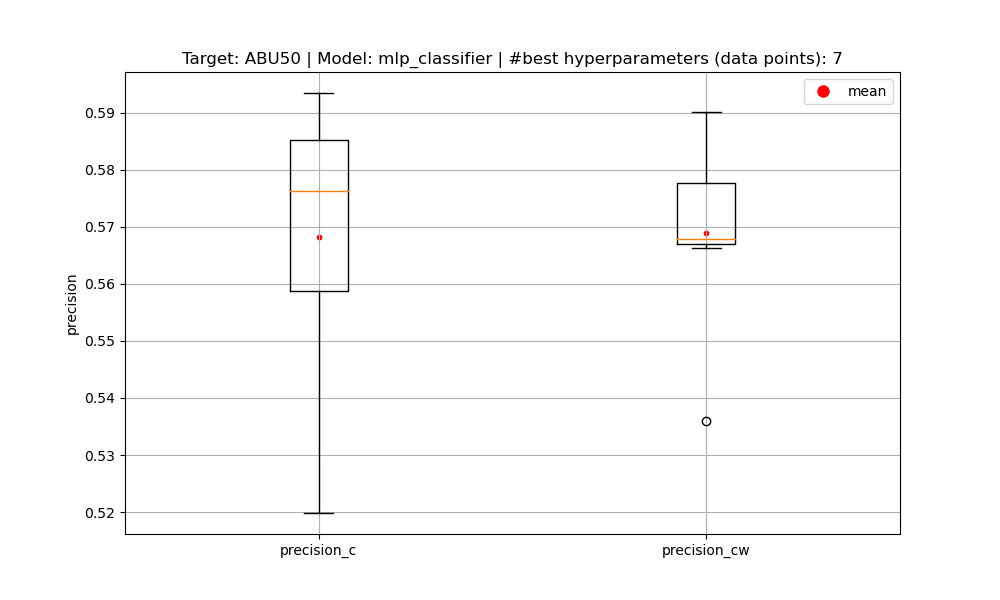 Target: ABU50 | Model: mlp_classifier | #best hyperparameters (data points): 7
mean
0.59
0.58
0.57
0.56
0.55
0.54
0.53
0.52
precision
precision_c
precision_cw